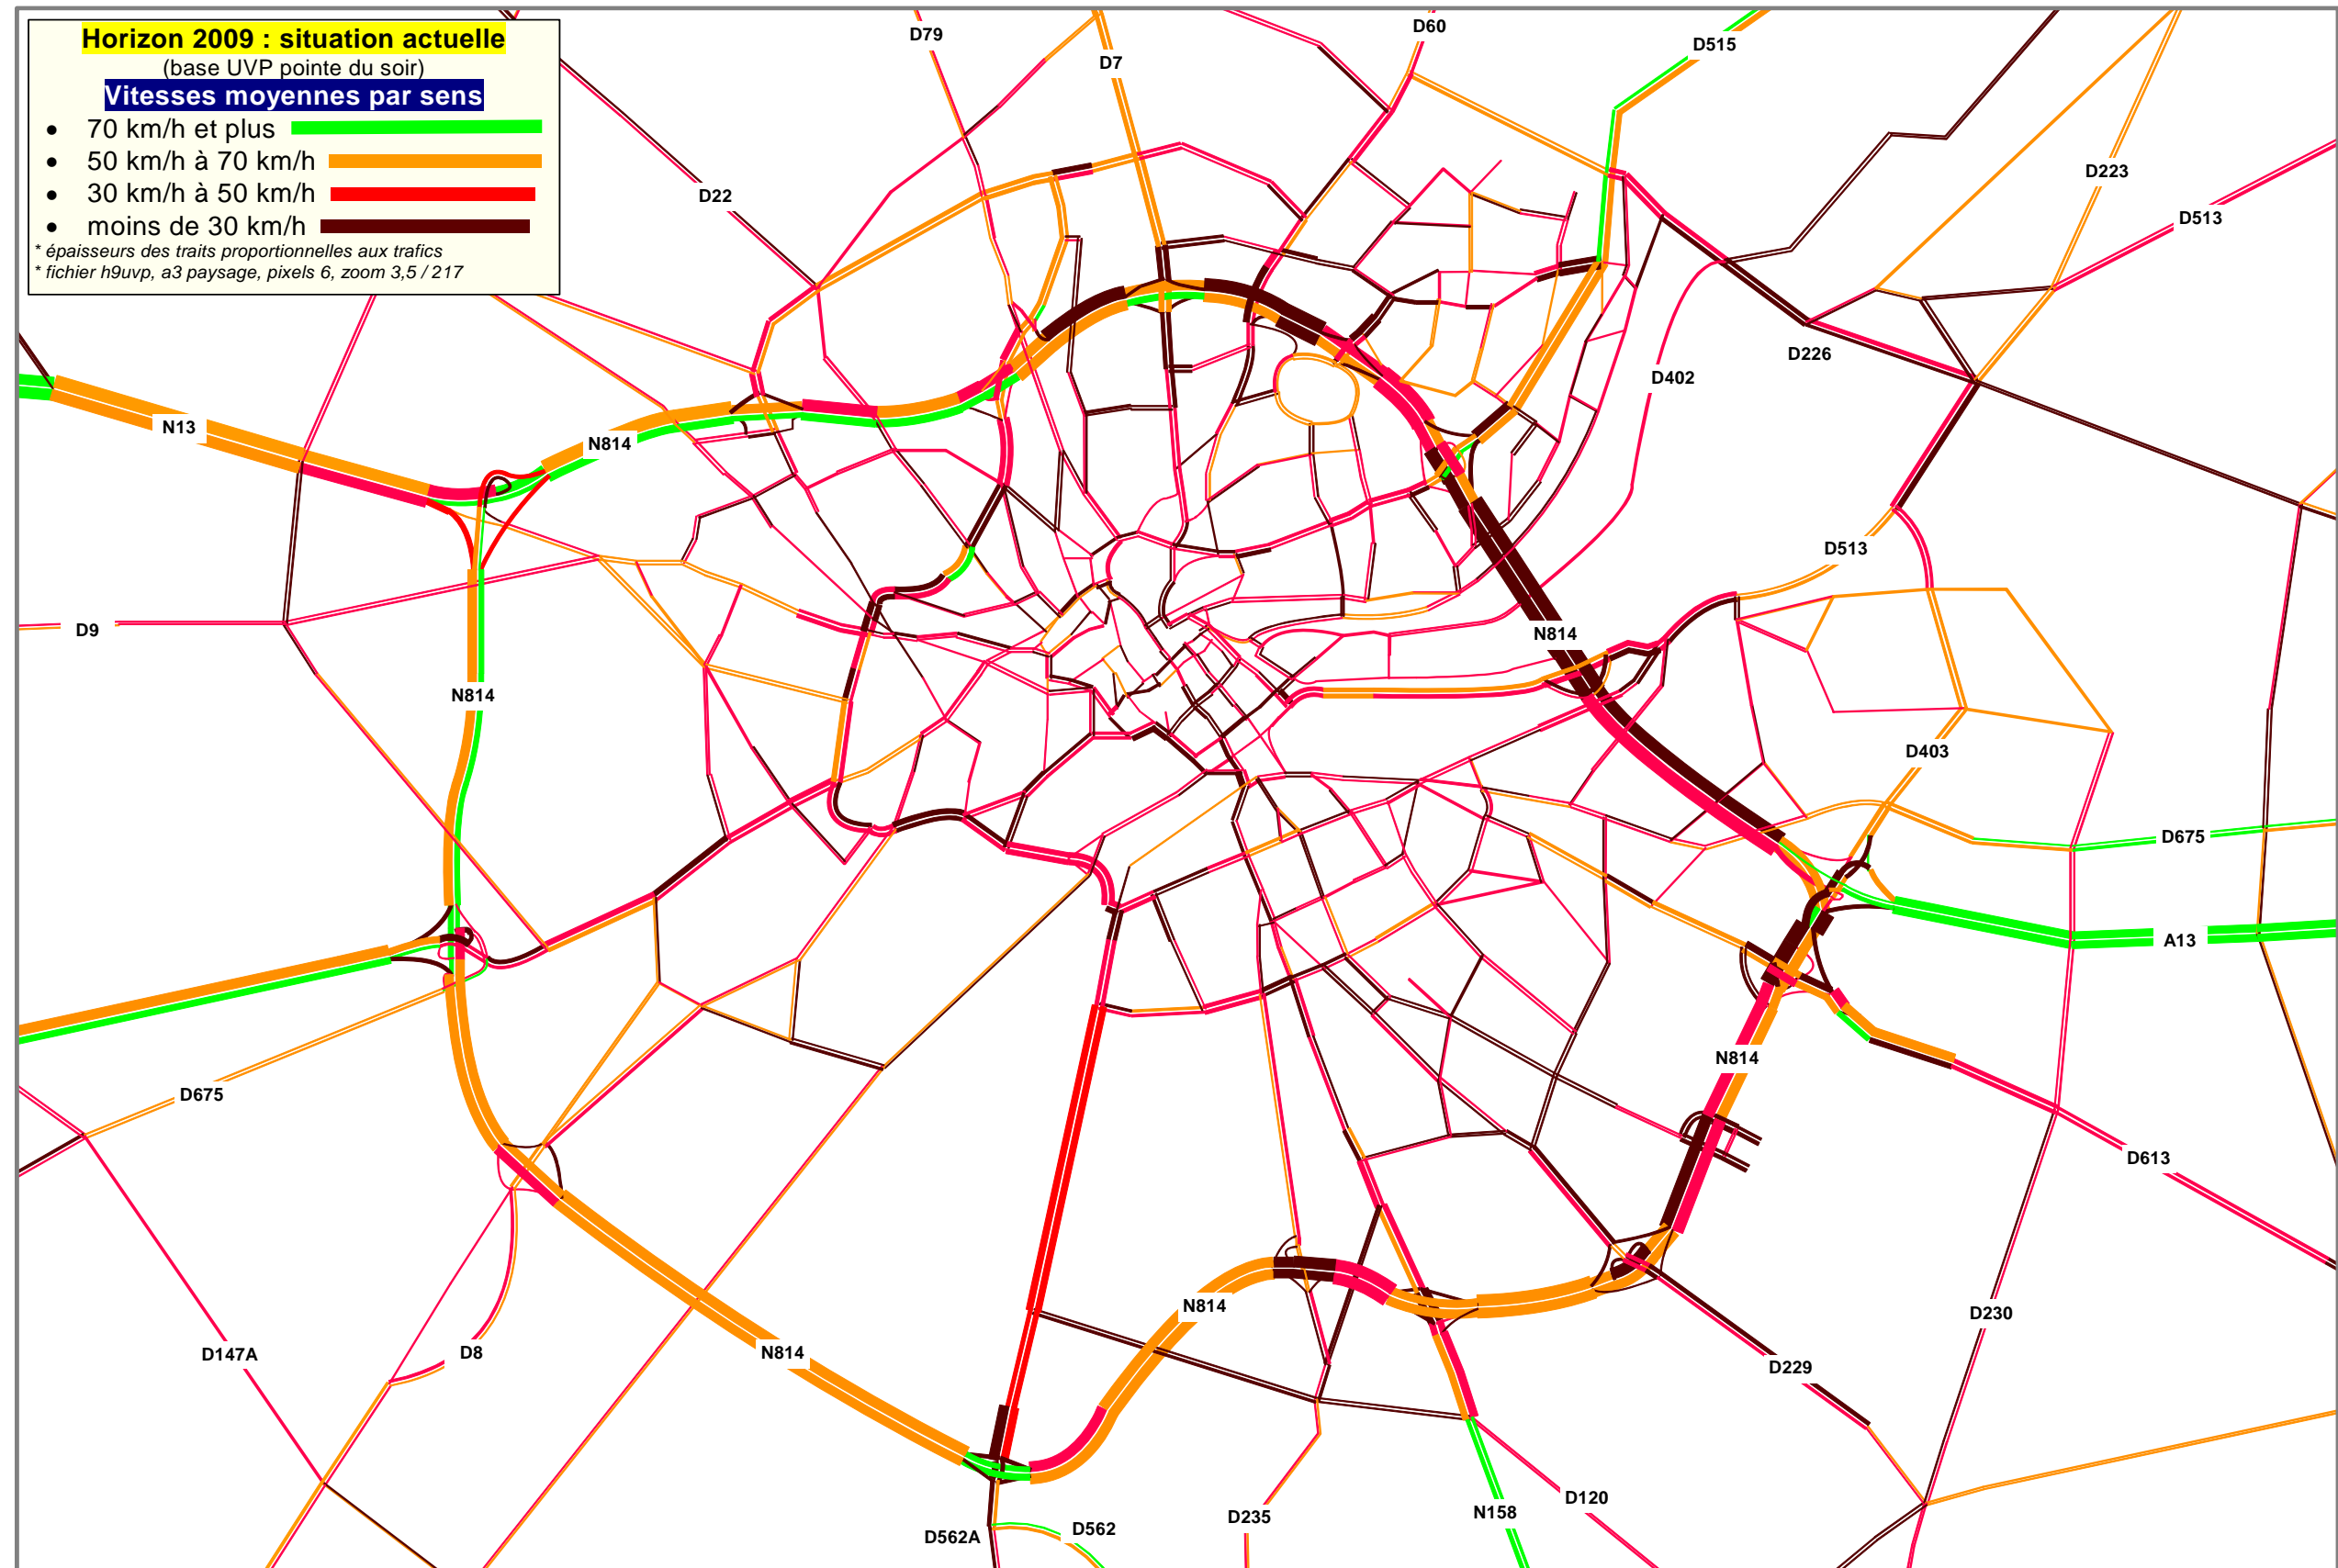 Horizon 2009 : situation actuelle
(base UVP pointe du soir)
Vitesses moyennes par sens
• 70 km/h et plus
• 50 km/h à 70 km/h
• 30 km/h à 50 km/h
• moins de 30 km/h
* épaisseurs des traits proportionnelles aux trafics
* fichier h9uvp, a3 paysage, pixels 6, zoom 3,5 / 217
D79
D60
D7
D515
D22
D223
D513
D226
D402
N13
N814
D513
D9
N814
N814
D403
D675
A13
N814
D675
D613
N814
D230
D147A
D8
N814
D229
D120
N158
D235
D562
D562A